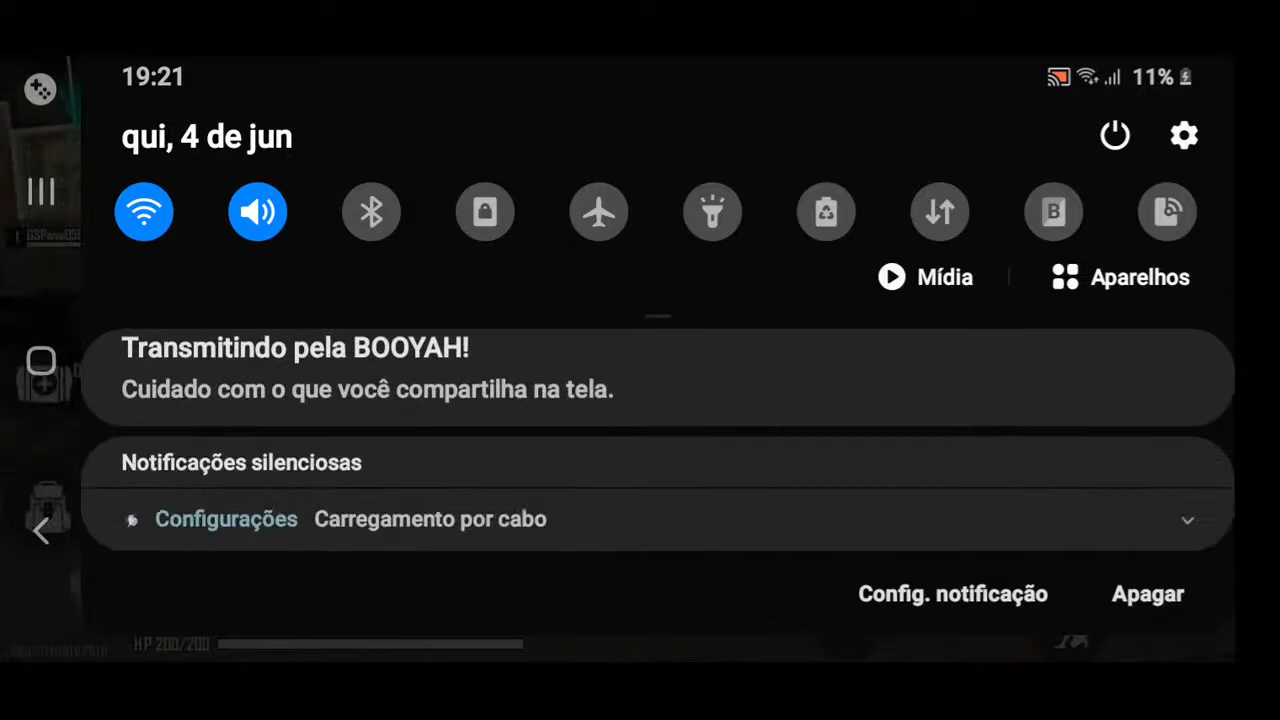 19:21
11%
qui, 4 de jun
B
Mídia
Aparelhos
Transmitindo pela BOOYAH!
Cuidado com o que você compartilha na tela.
Notificações silenciosas
Configurações Carregamento por cabo
Config. notificação
Apagar
HP 200/200